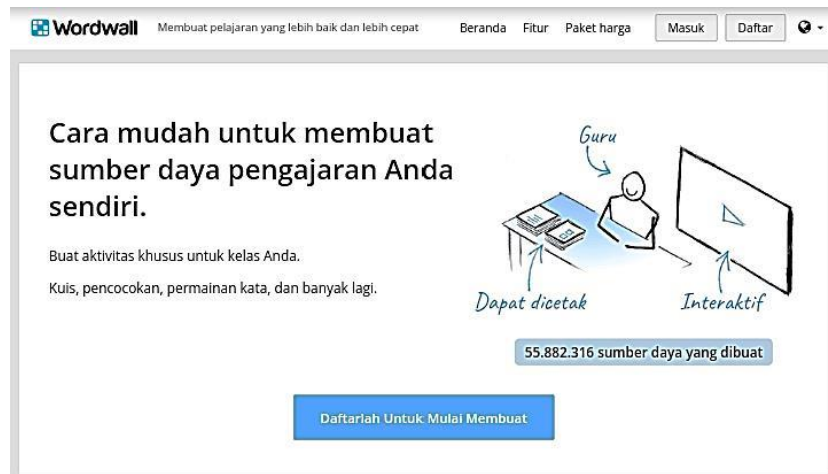 Wordwall Membuat pelajaran yang lebih baik dan lebih cepat Beranda Fitur Paket harga Masuk Daftar
Cara mudah untuk membuat
sumber daya pengajaran Anda
sendiri.
Buat aktivitas khusus untuk kelas Anda.
Kuis, pencocokan, permainan kata, dan banyak lagi.
Guru
Dapat dicetak
Interaktif
55.882.316 sumber daya yang dibuat
Daftarlah Untuk Mulai Membuat